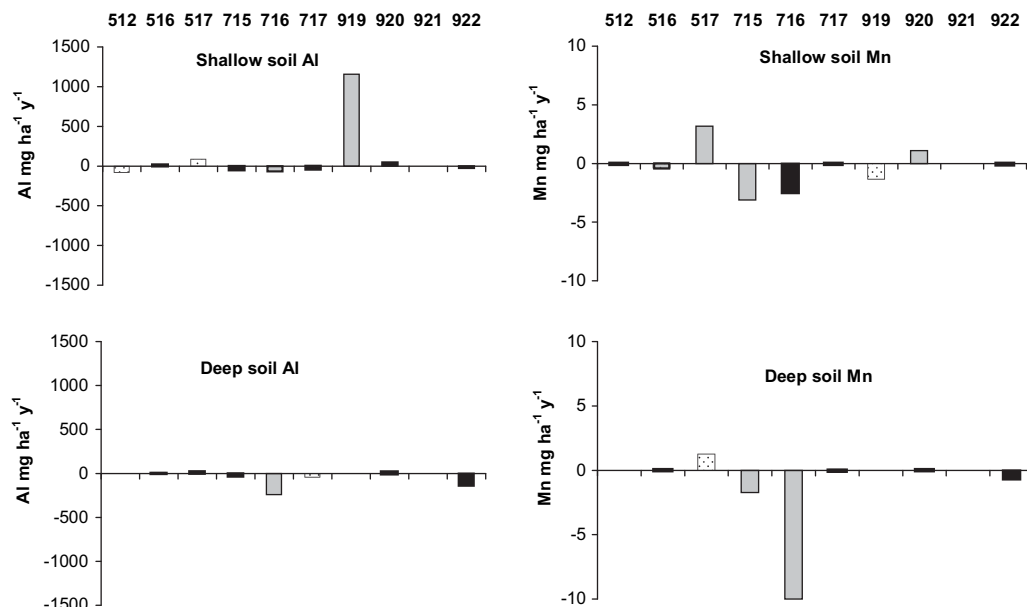 512 516 517 715 716 717 919 920 921 922
Shallow soil Al
Al mg ha⁻¹ y⁻¹
1500
1000
500
0
-500
-1000
-1500
512 516 517 715 716 717 919 920 921 922
Shallow soil Mn
Mn mg ha⁻¹ y⁻¹
10
5
0
-5
-10
Deep soil Al
Al mg ha⁻¹ y⁻¹
1500
1000
500
0
-500
-1000
-1500
Deep soil Mn
Mn mg ha⁻¹ y⁻¹
10
5
0
-5
-10